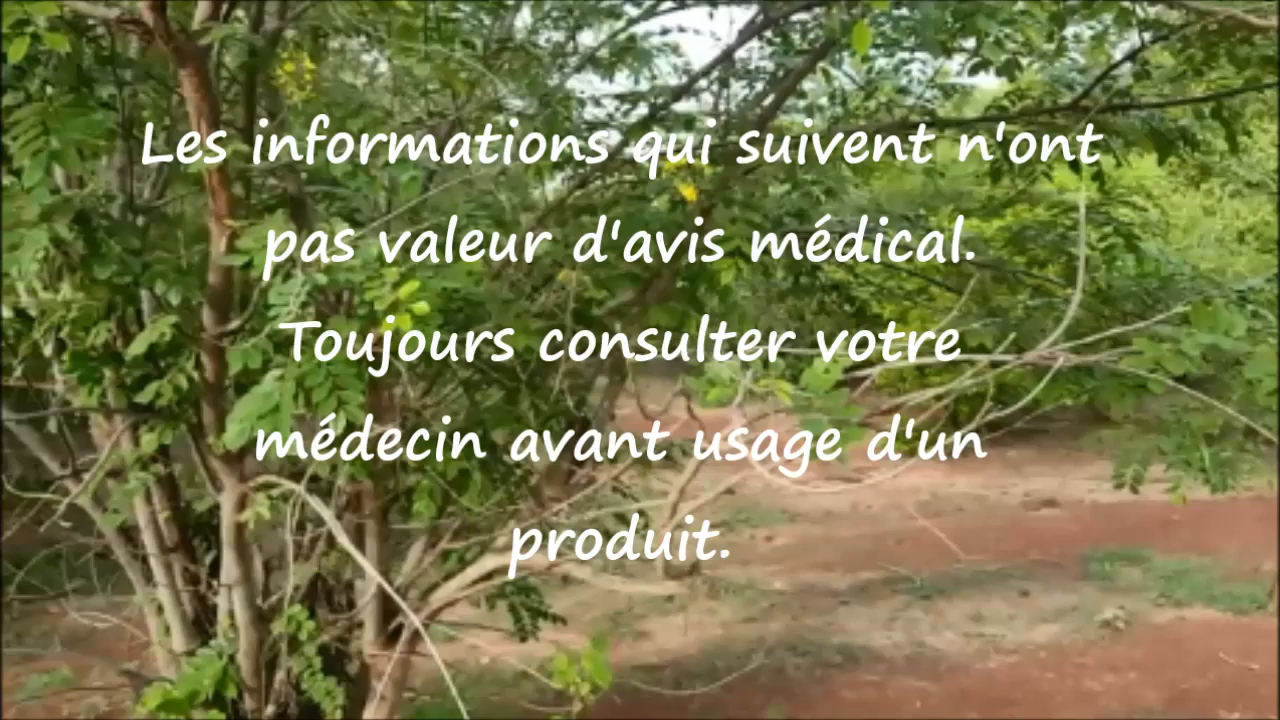 Les informations qui suivent n'ont
pas valeur d'avis médical.
Toujours consulter votre
médecin avant usage d'un
produit.